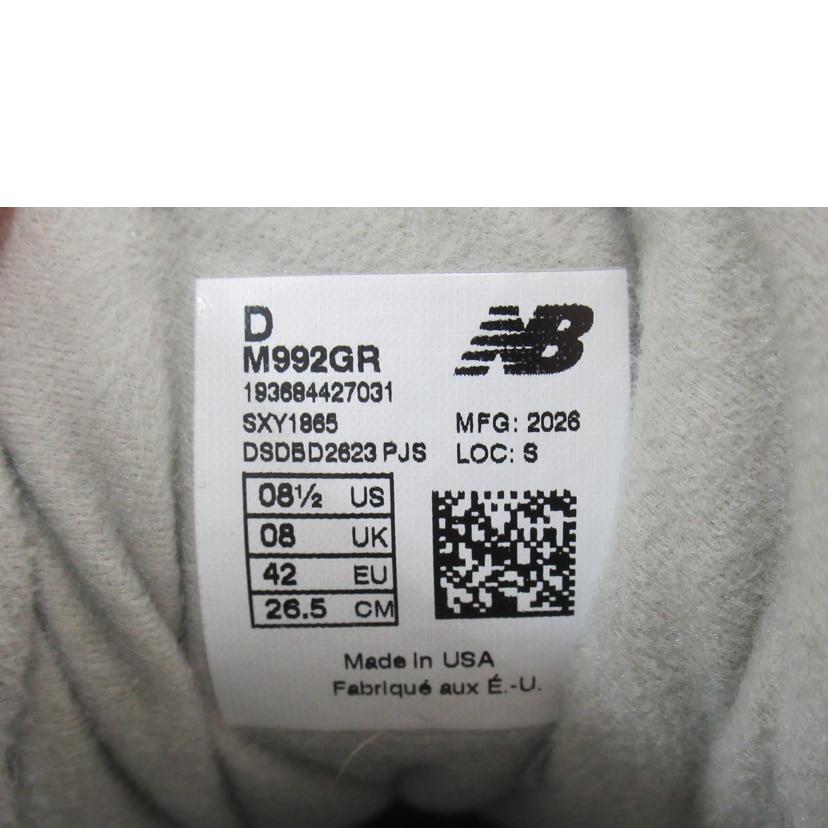 D
NB
M992GR
193684427031
SXY1865 MFG: 2026
DSDBD2623 PJS LOC: S
08½ US
08 UK
42 EU
26.5 CM
Made in USA
Fabriqué aux É.-U.